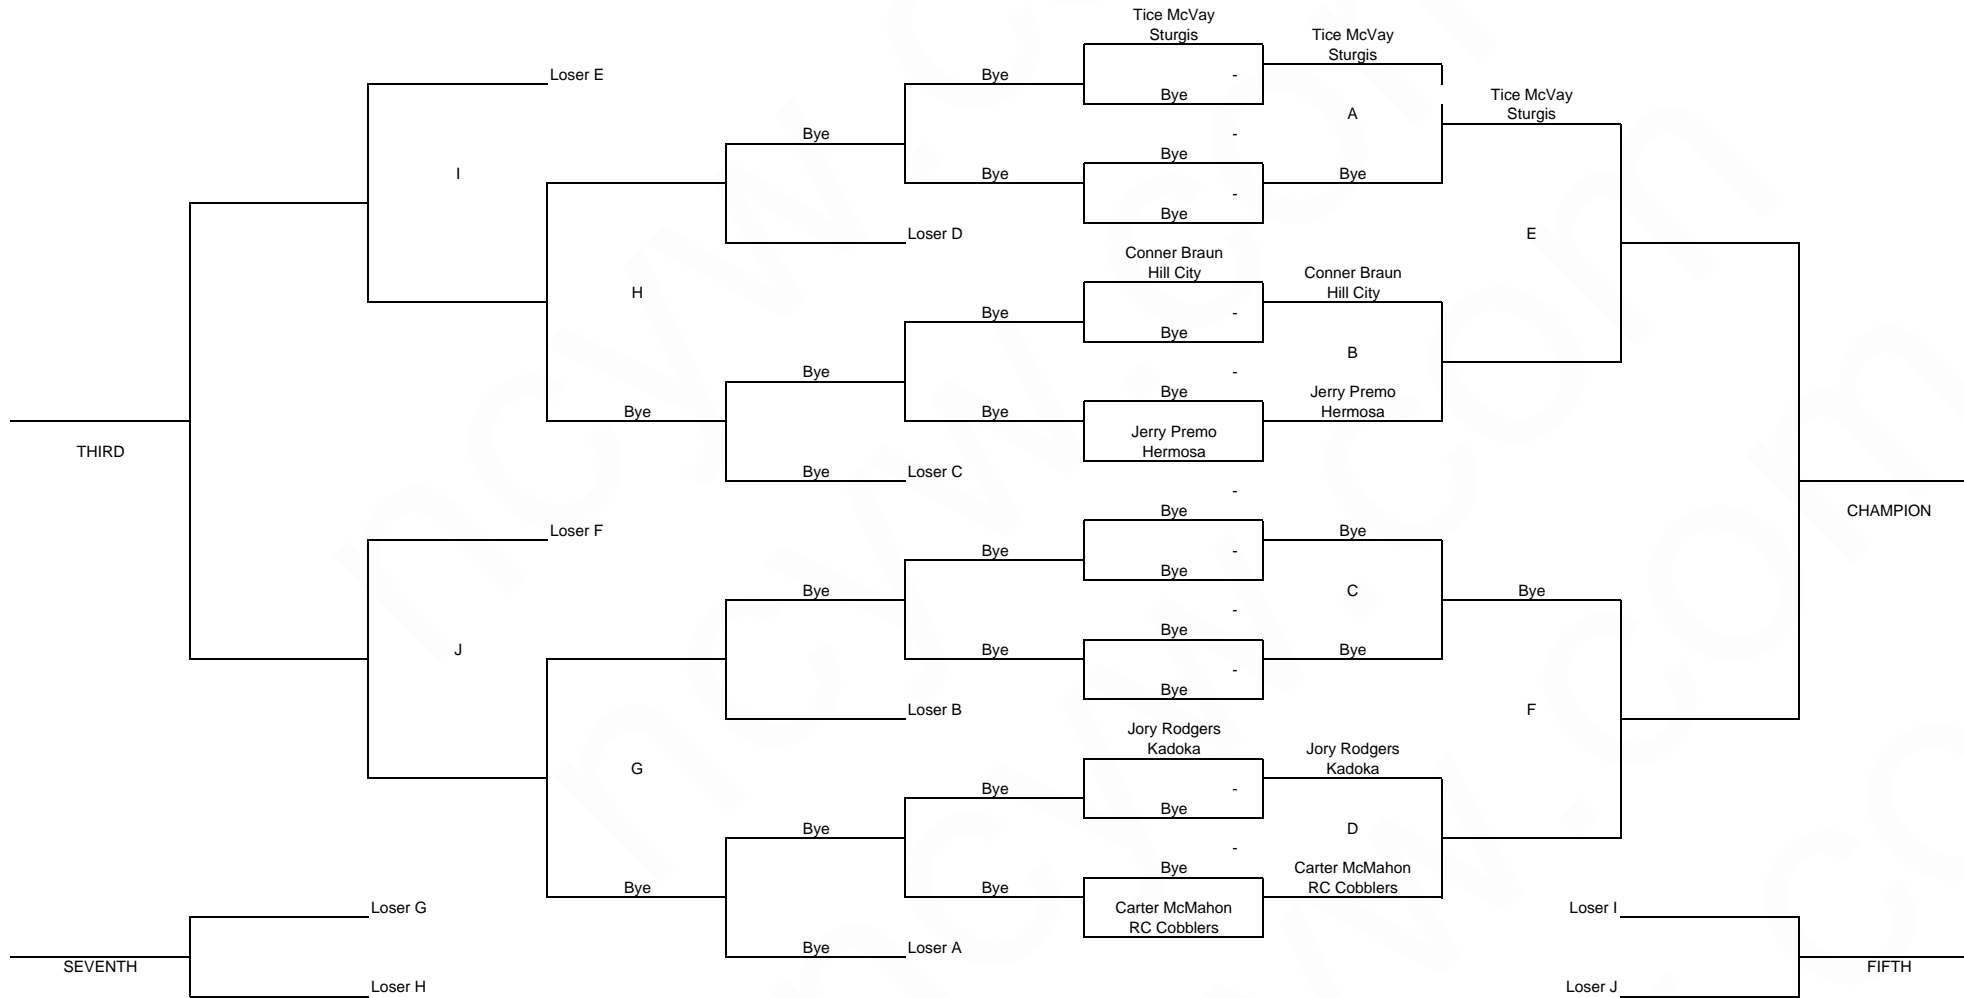 Tice McVay
Sturgis
Tice McVay
Sturgis
Loser E
Bye
-
Bye
Tice McVay
Sturgis
A
Bye
-
Bye
I
Bye
Bye
-
Bye
Loser D
E
Conner Braun
Hill City
Conner Braun
Hill City
H
Bye
-
Bye
B
Bye
-
Bye
Jerry Premo
Hermosa
Bye
Bye
Jerry Premo
Hermosa
THIRD
Bye
Loser C
-
Bye
CHAMPION
Loser F
Bye
Bye
-
Bye
Bye
C
Bye
-
Bye
J
Bye
Bye
-
Bye
Loser B
F
Jory Rodgers
Kadoka
Jory Rodgers
Kadoka
G
Bye
-
Bye
Bye
D
-
Bye
Carter McMahon
RC Cobblers
Bye
Bye
Carter McMahon
RC Cobblers
Loser G
Loser I
Bye
Loser A
SEVENTH
FIFTH
Loser H
Loser J
ncyw.com